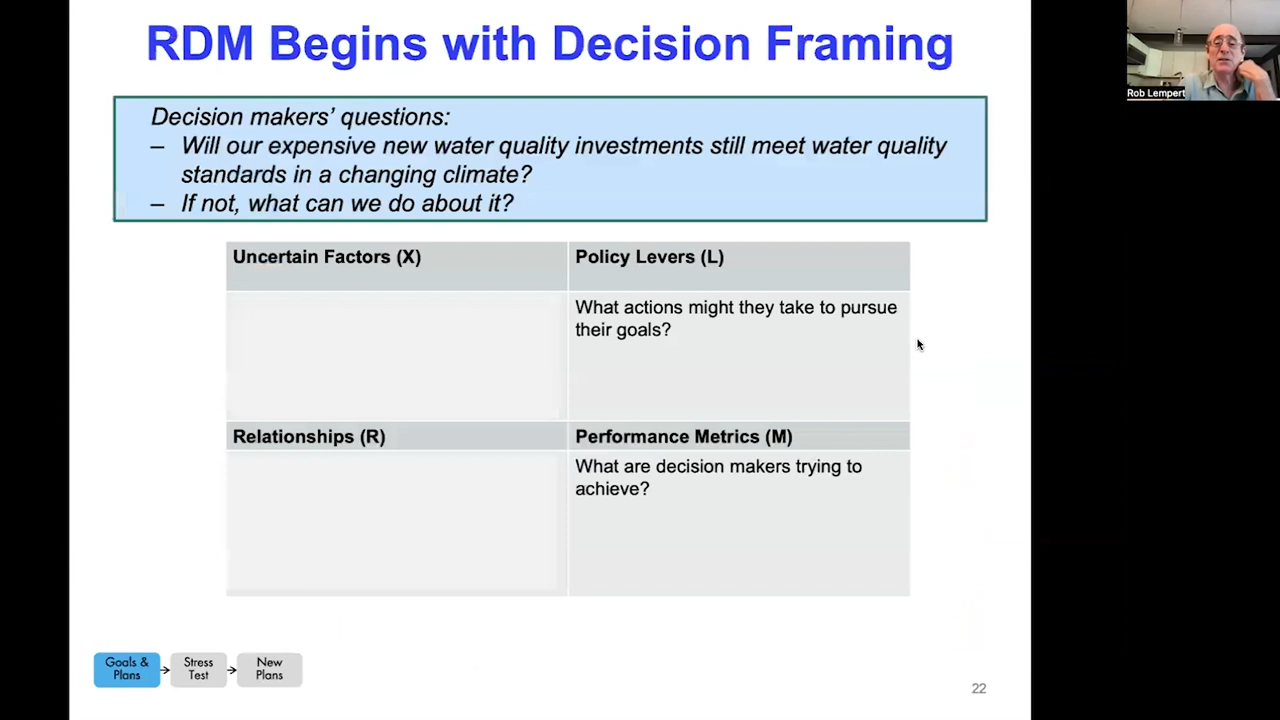 RDM Begins with Decision Framing
Rob Lempert
Decision makers' questions:
– Will our expensive new water quality investments still meet water quality
standards in a changing climate?
– If not, what can we do about it?
Uncertain Factors (X)
Policy Levers (L)
What actions might they take to pursue
their goals?
Relationships (R)
Performance Metrics (M)
What are decision makers trying to
achieve?
Goals &
Plans
Stress
Test
New
Plans
22